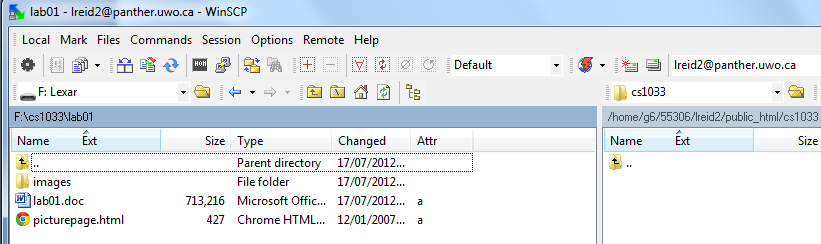 lab01 - lreid2@panther.uwo.ca - WinSCP
Local Mark Files Commands Session Options Remote Help
Default lreid2@panther.uwo.ca
F: Lexar cs1033
F:\cs1033\lab01 /home/g6/55306/lreid2/public_html/cs1033
Name Ext Size Type Changed Attr Name Ext
.. Parent directory 17/07/2012... ..
images File folder 17/07/2012...
lab01.doc 713,216 Microsoft Offic... 17/07/2012... a
picturepage.html 427 Chrome HTML... 12/01/2007... a